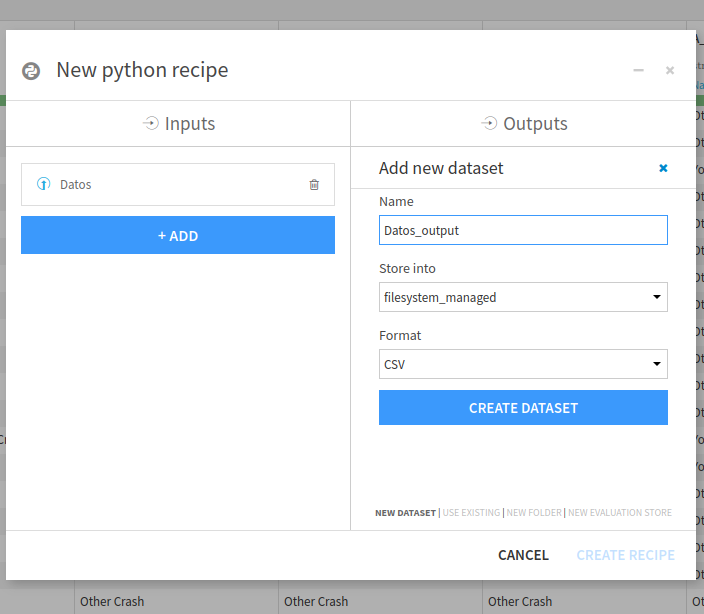 New python recipe
Inputs
Outputs
Datos
+ ADD
Add new dataset
Name
Datos_output
Store into
filesystem_managed
Format
CSV
CREATE DATASET
NEW DATASET | USE EXISTING | NEW FOLDER | NEW EVALUATION STORE
CANCEL
CREATE RECIPE
Other Crash
Other Crash
Other Crash